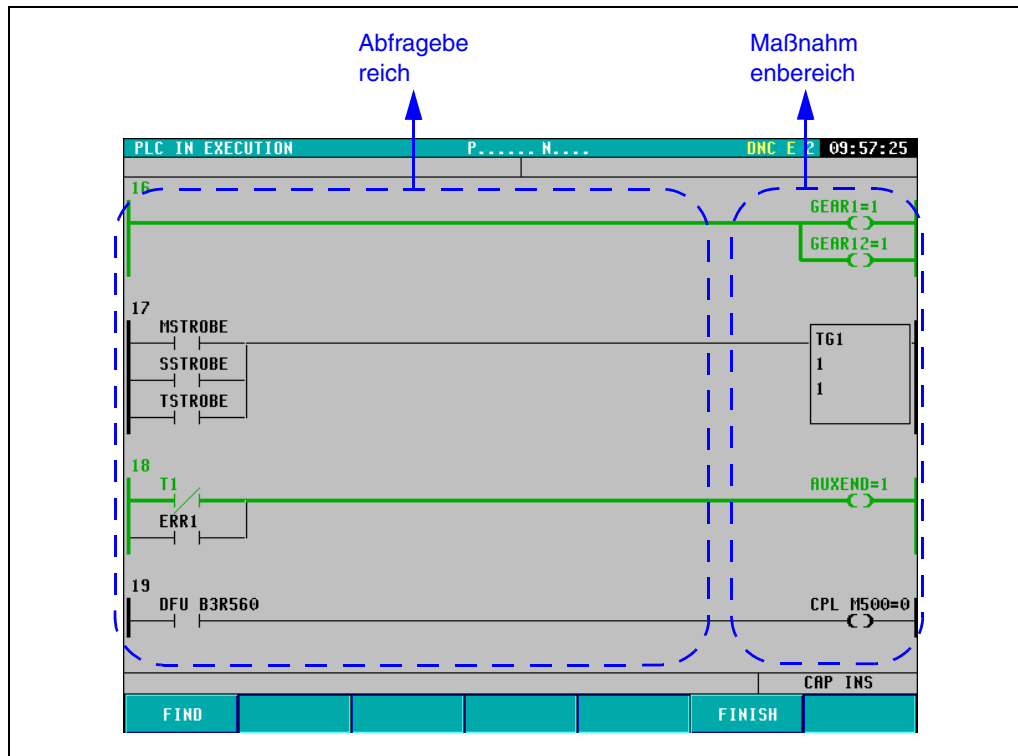 Abfragebe
reich
Maßnahm
enbereich
PLC IN EXECUTION P...... N.... DNC E 2 09:57:25
16
GEAR1=1
GEAR12=1
17
MSTROBE
TG1
SSTROBE
1
TSTROBE
1
18
T1
AUXEND=1
ERR1
19
DFU B3R560
CPL M500=0
CAP INS
FIND FINISH